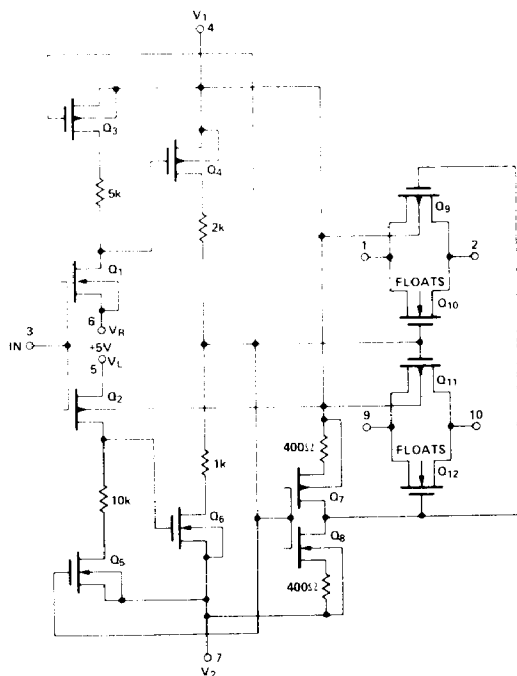 V1
4
Q3
Q4
5k
2k
Q9
1
2
Q1
FLOATS
6
VR
Q10
3
IN
+5V
5
VL
Q11
Q2
9
10
FLOATS
400Ω
Q12
1k
Q7
10k
Q6
Q8
Q5
400Ω
7
V2